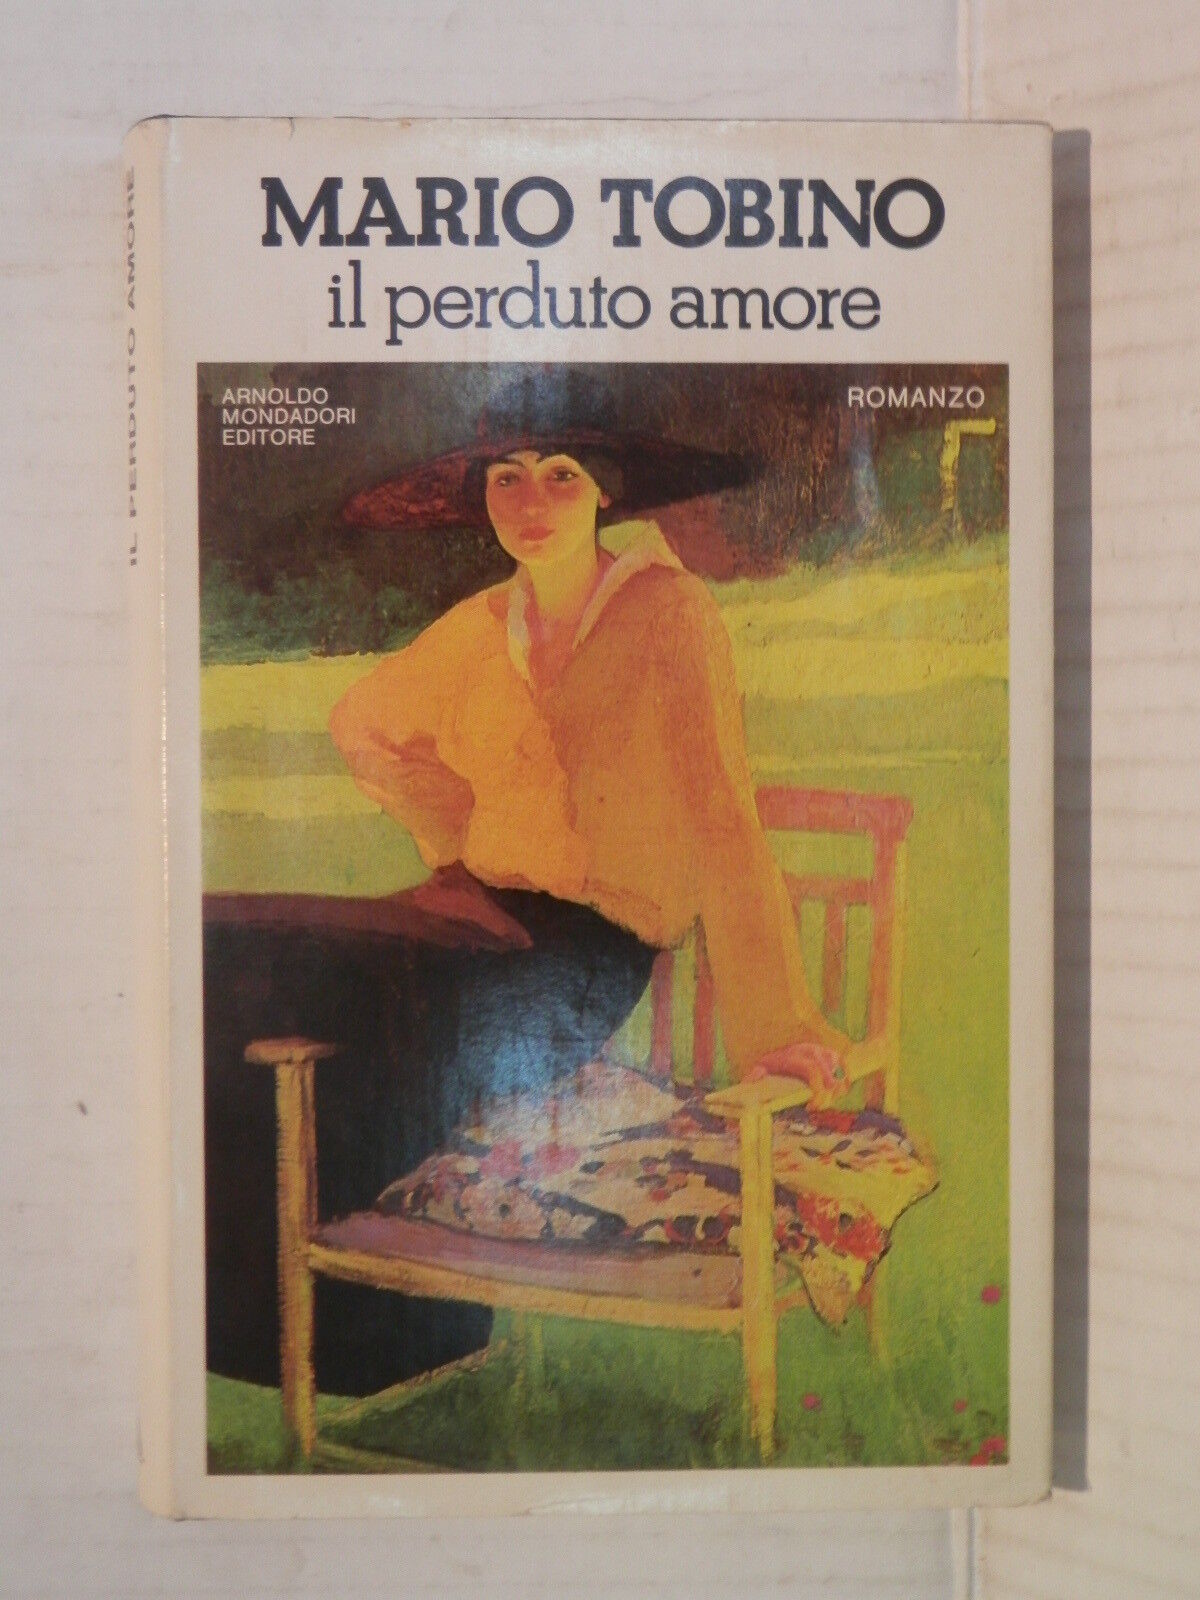 MARIO TOBINO
il perduto amore
ARNOLDO
MONDADORI
EDITORE
ROMANZO
IL PERDUTO AMORE